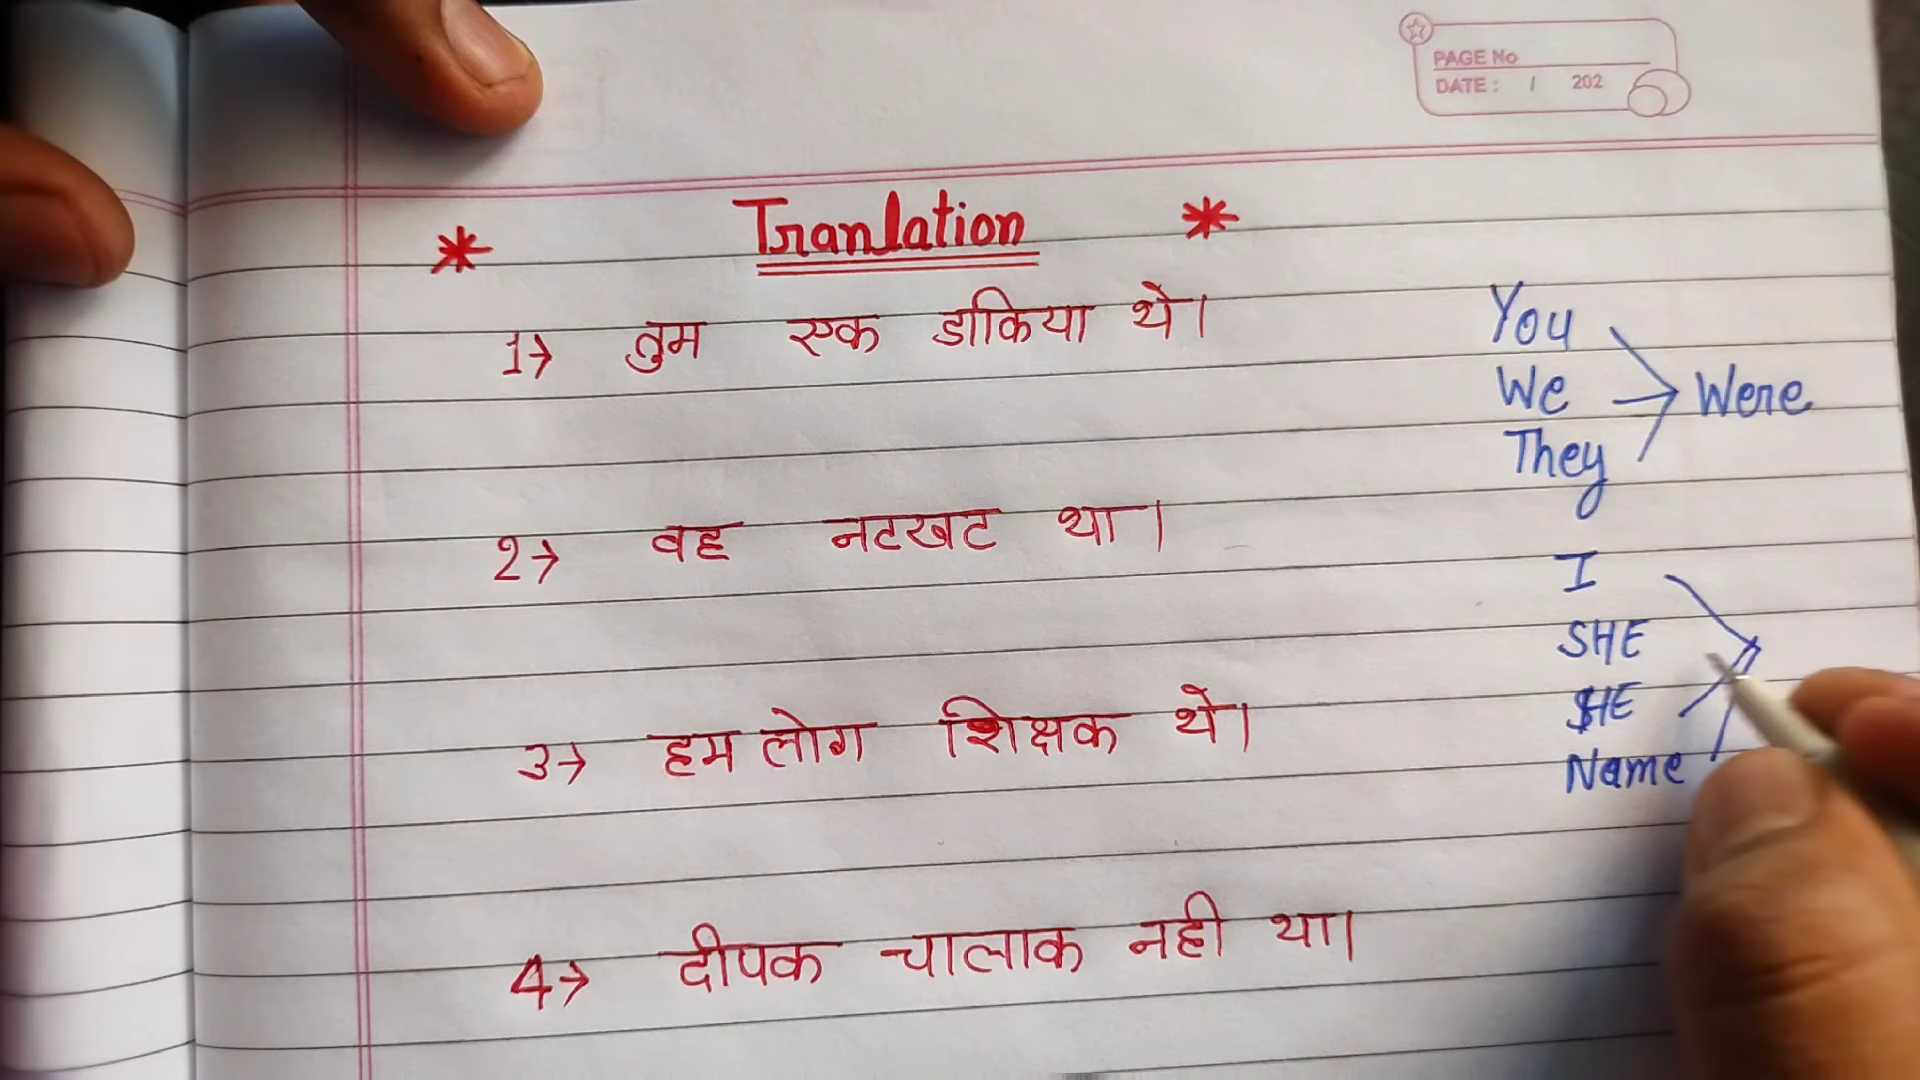 PAGE No
DATE : / 202
* Tranlation *
1→ तुम एक डाकिया थे।
2→ वह नटखट था।
3→ हम लोग शिक्षक थे।
4→ दीपक चालाक नही था।
You
We
They
Were
I
SHE
SHE
Name